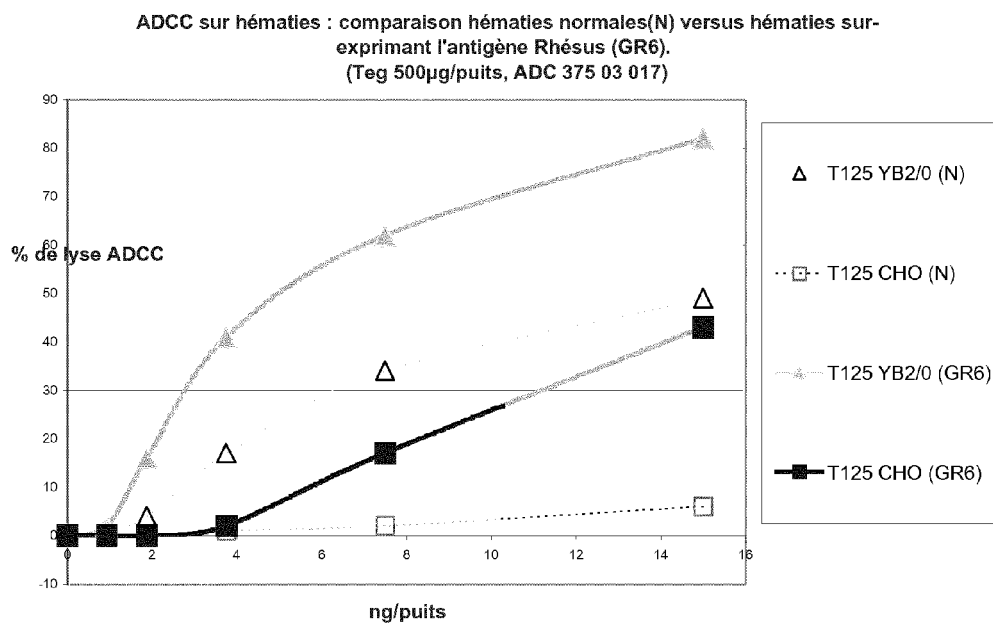 ADCC sur hématies : comparaison hématies normales(N) versus hématies sur-
exprimant l'antigène Rhésus (GR6).
(Teg 500µg/puits, ADC 375 03 017)
90
80
70
60
% de lyse ADCC
50
40
30
20
10
0
-10
0 2 4 6 8 10 12 14 16
ng/puits
T125 YB2/0 (N)
T125 CHO (N)
T125 YB2/0 (GR6)
T125 CHO (GR6)